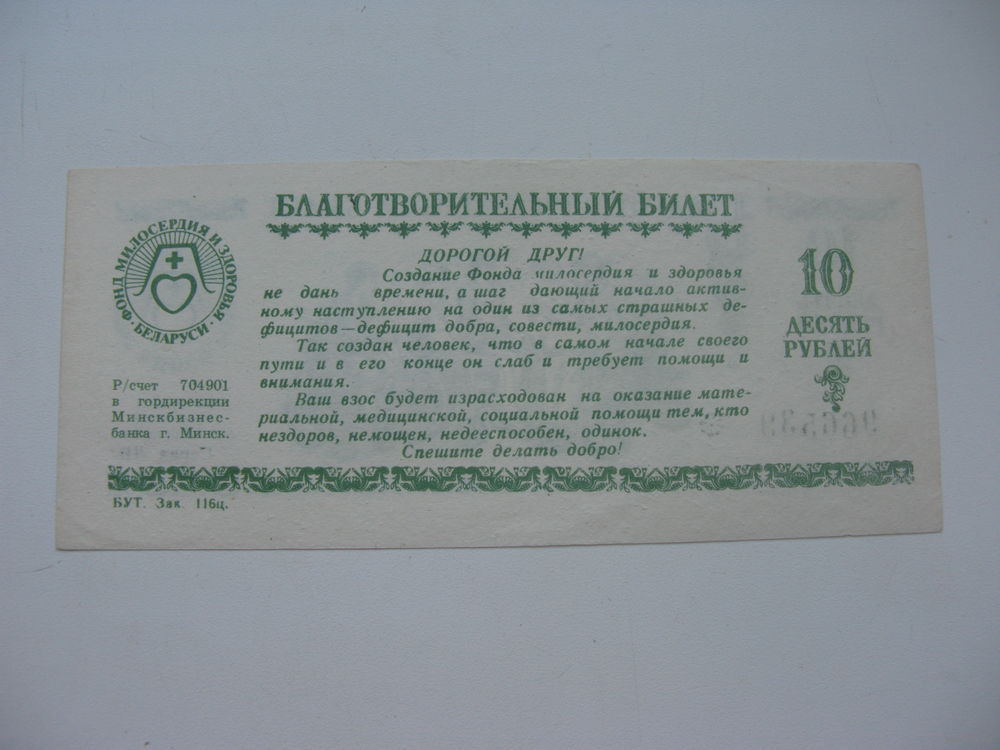 БЛАГОТВОРИТЕЛЬНЫЙ БИЛЕТ
ФОНД МИЛОСЕРДИЯ И ЗДОРОВЬЯ
· БЕЛАРУСИ ·
Р/счет 704901
в гордирекции
Минскбизнес-
банка г. Минск.
ДОРОГОЙ ДРУГ!
Создание Фонда милосердия и здоровья
не дань времени, а шаг дающий начало актив-
ному наступлению на один из самых страшных де-
фицитов—дефицит добра, совести, милосердия.
Так создан человек, что в самом начале своего
пути и в его конце он слаб и требует помощи и
внимания.
Ваш взос будет израсходован на оказание мате-
риальной, медицинской, социальной помощи тем, кто
нездоров, немощен, недееспособен, одинок.
Спешите делать добро!
10
ДЕСЯТЬ
РУБЛЕЙ
966539
БУТ. Зак. 116ц.